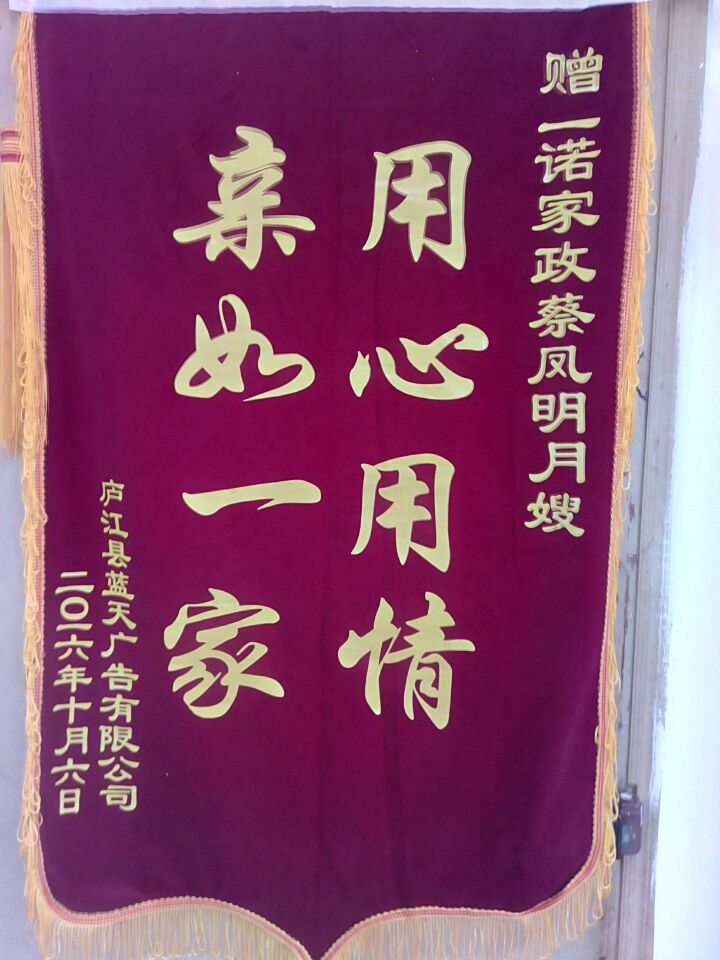 赠一诺家政蔡凤明月嫂
用心用情
亲如一家
庐江县蓝天广告有限公司
二〇一六年十月六日